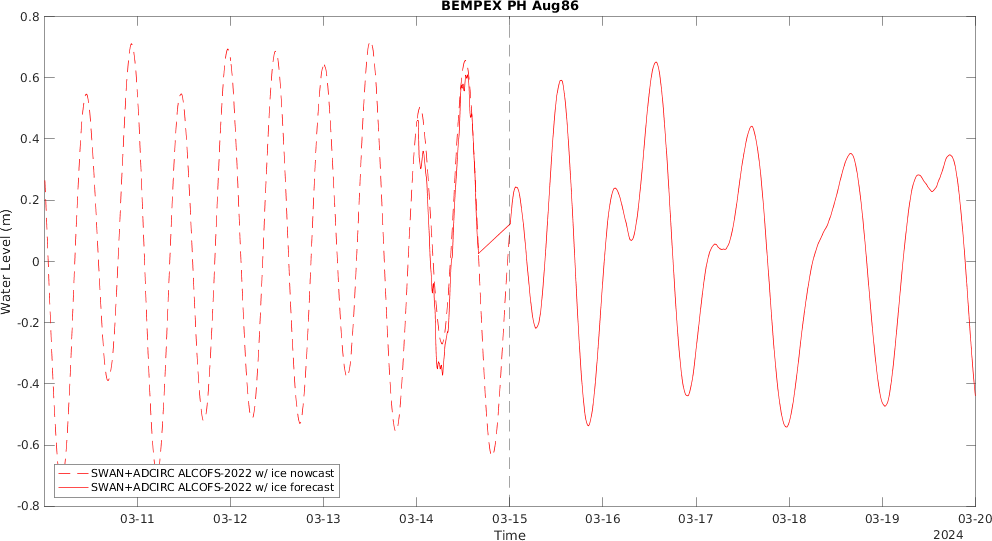 BEMPEX PH Aug86
Water Level (m)
0.8
0.6
0.4
0.2
0
-0.2
-0.4
-0.6
-0.8
SWAN+ADCIRC ALCOFS-2022 w/ ice nowcast
SWAN+ADCIRC ALCOFS-2022 w/ ice forecast
03-11 03-12 03-13 03-14 03-15 03-16 03-17 03-18 03-19 03-20
Time
2024